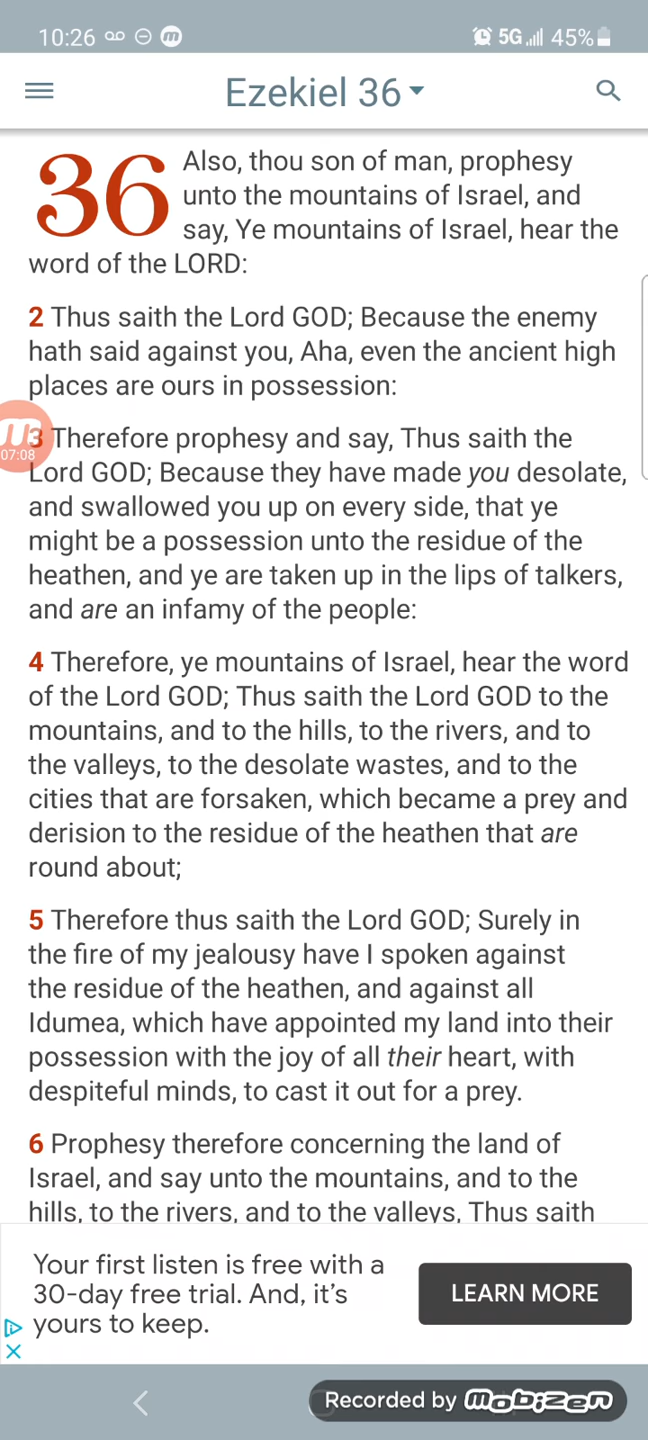 10:26
5G 45%
Ezekiel 36
36 Also, thou son of man, prophesy
unto the mountains of Israel, and
say, Ye mountains of Israel, hear the
word of the LORD:
2 Thus saith the Lord GOD; Because the enemy
hath said against you, Aha, even the ancient high
places are ours in possession:
3 Therefore prophesy and say, Thus saith the
07:08
Lord GOD; Because they have made you desolate,
and swallowed you up on every side, that ye
might be a possession unto the residue of the
heathen, and ye are taken up in the lips of talkers,
and are an infamy of the people:
4 Therefore, ye mountains of Israel, hear the word
of the Lord GOD; Thus saith the Lord GOD to the
mountains, and to the hills, to the rivers, and to
the valleys, to the desolate wastes, and to the
cities that are forsaken, which became a prey and
derision to the residue of the heathen that are
round about;
5 Therefore thus saith the Lord GOD; Surely in
the fire of my jealousy have I spoken against
the residue of the heathen, and against all
Idumea, which have appointed my land into their
possession with the joy of all their heart, with
despiteful minds, to cast it out for a prey.
6 Prophesy therefore concerning the land of
Israel, and say unto the mountains, and to the
hills, to the rivers, and to the valleys, Thus saith
Your first listen is free with a
30-day free trial. And, it's
yours to keep.
LEARN MORE
Recorded by mobizen